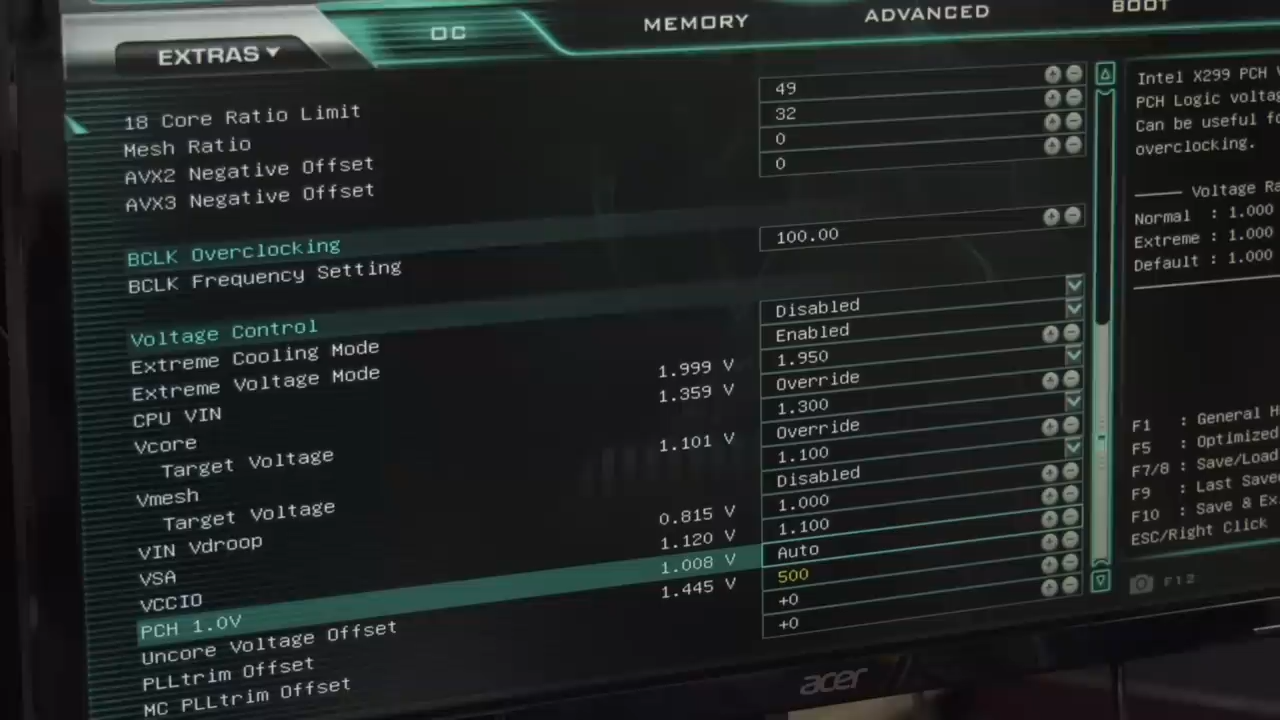 OC
MEMORY
ADVANCED
BOOT
EXTRAS
18 Core Ratio Limit
49
Mesh Ratio
32
AVX2 Negative Offset
0
AVX3 Negative Offset
0
BCLK Overclocking
BCLK Frequency Setting
100.00
Voltage Control
Extreme Cooling Mode
Disabled
Extreme Voltage Mode
Enabled
CPU VIN
1.999 V
1.950
Vcore
1.359 V
Override
Target Voltage
1.300
Vmesh
1.101 V
Override
Target Voltage
1.100
VIN Vdroop
Disabled
VSA
0.815 V
1.000
VCCIO
1.120 V
1.100
PCH 1.0V
1.008 V
Auto
Uncore Voltage Offset
1.445 V
500
PLLtrim Offset
+0
MC PLLtrim Offset
+0
Intel X299 PCH V
PCH Logic voltag
Can be useful fo
overclocking.
Voltage Ra
Normal : 1.000
Extreme : 1.000
Default : 1.000
F1 : General H
F5 : Optimized
F7/8 : Save/Load
F9 : Last Save
F10 : Save & Ex
ESC/Right Click
F12
acer